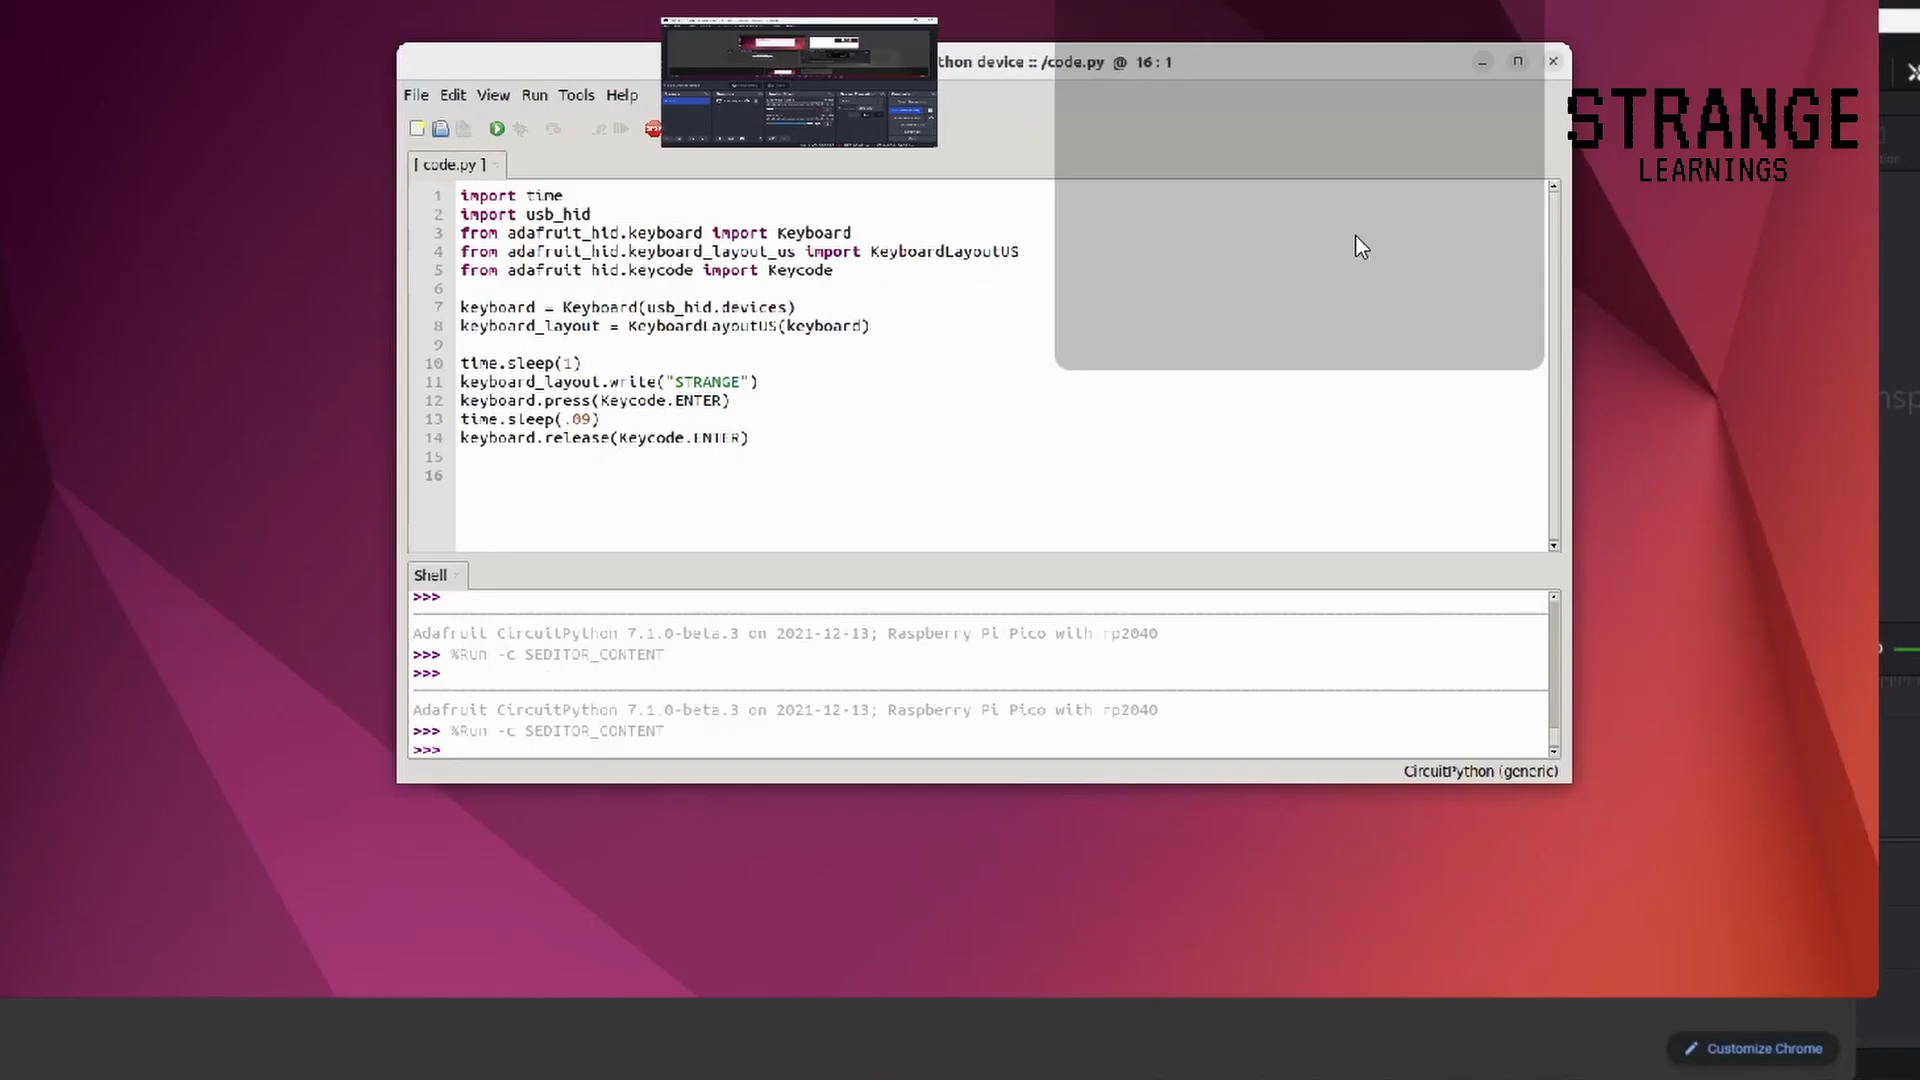 thon device :: /code.py @ 16 : 1
STRANGE
LEARNINGS
File Edit View Run Tools Help
[ code.py ]
1 import time
2 import usb_hid
3 from adafruit_hid.keyboard import Keyboard
4 from adafruit_hid.keyboard_layout_us import KeyboardLayoutUS
5 from adafruit_hid.keycode import Keycode
6
7 keyboard = Keyboard(usb_hid.devices)
8 keyboard_layout = KeyboardLayoutUS(keyboard)
9
10 time.sleep(1)
11 keyboard_layout.write("STRANGE")
12 keyboard.press(Keycode.ENTER)
13 time.sleep(.09)
14 keyboard.release(Keycode.ENTER)
15
16
Shell
>>>
Adafruit CircuitPython 7.1.0-beta.3 on 2021-12-13; Raspberry Pi Pico with rp2040
>>> %Run -c $EDITOR_CONTENT
>>>
Adafruit CircuitPython 7.1.0-beta.3 on 2021-12-13; Raspberry Pi Pico with rp2040
>>> %Run -c $EDITOR_CONTENT
>>>
CircuitPython (generic)
Customize Chrome